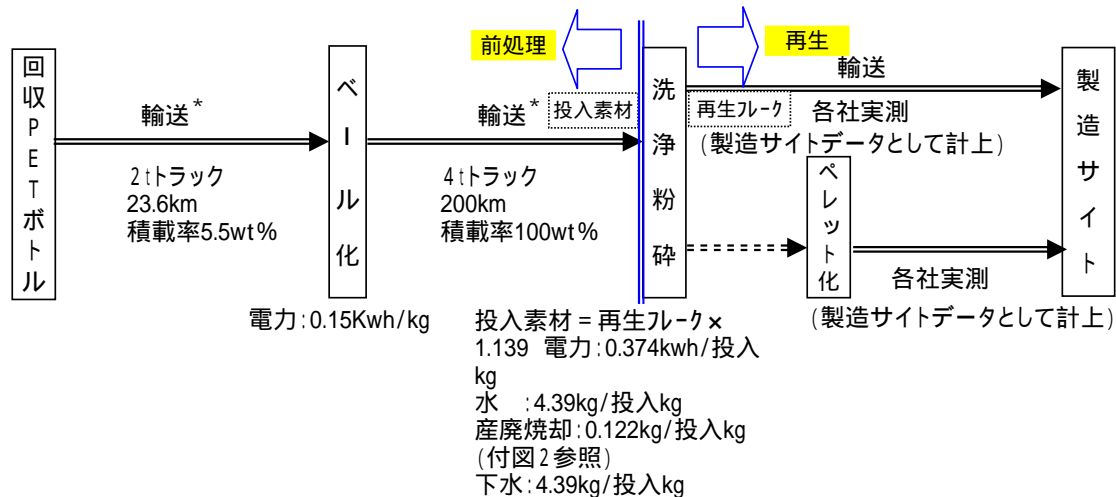 前処理
再生
回収PETボトル
輸送*
2tトラック
23.6km
積載率5.5wt%
ベール化
電力:0.15Kwh/kg
輸送*
4tトラック
200km
積載率100wt%
投入素材
洗浄粉砕
再生フレーク
投入素材=再生フレーク×
1.139 電力:0.374kwh/投入
kg
水 :4.39kg/投入kg
産廃焼却:0.122kg/投入kg
(付図2参照)
下水:4.39kg/投入kg
輸送
各社実測
(製造サイトデータとして計上)
ペレット化
各社実測
(製造サイトデータとして計上)
製造サイト